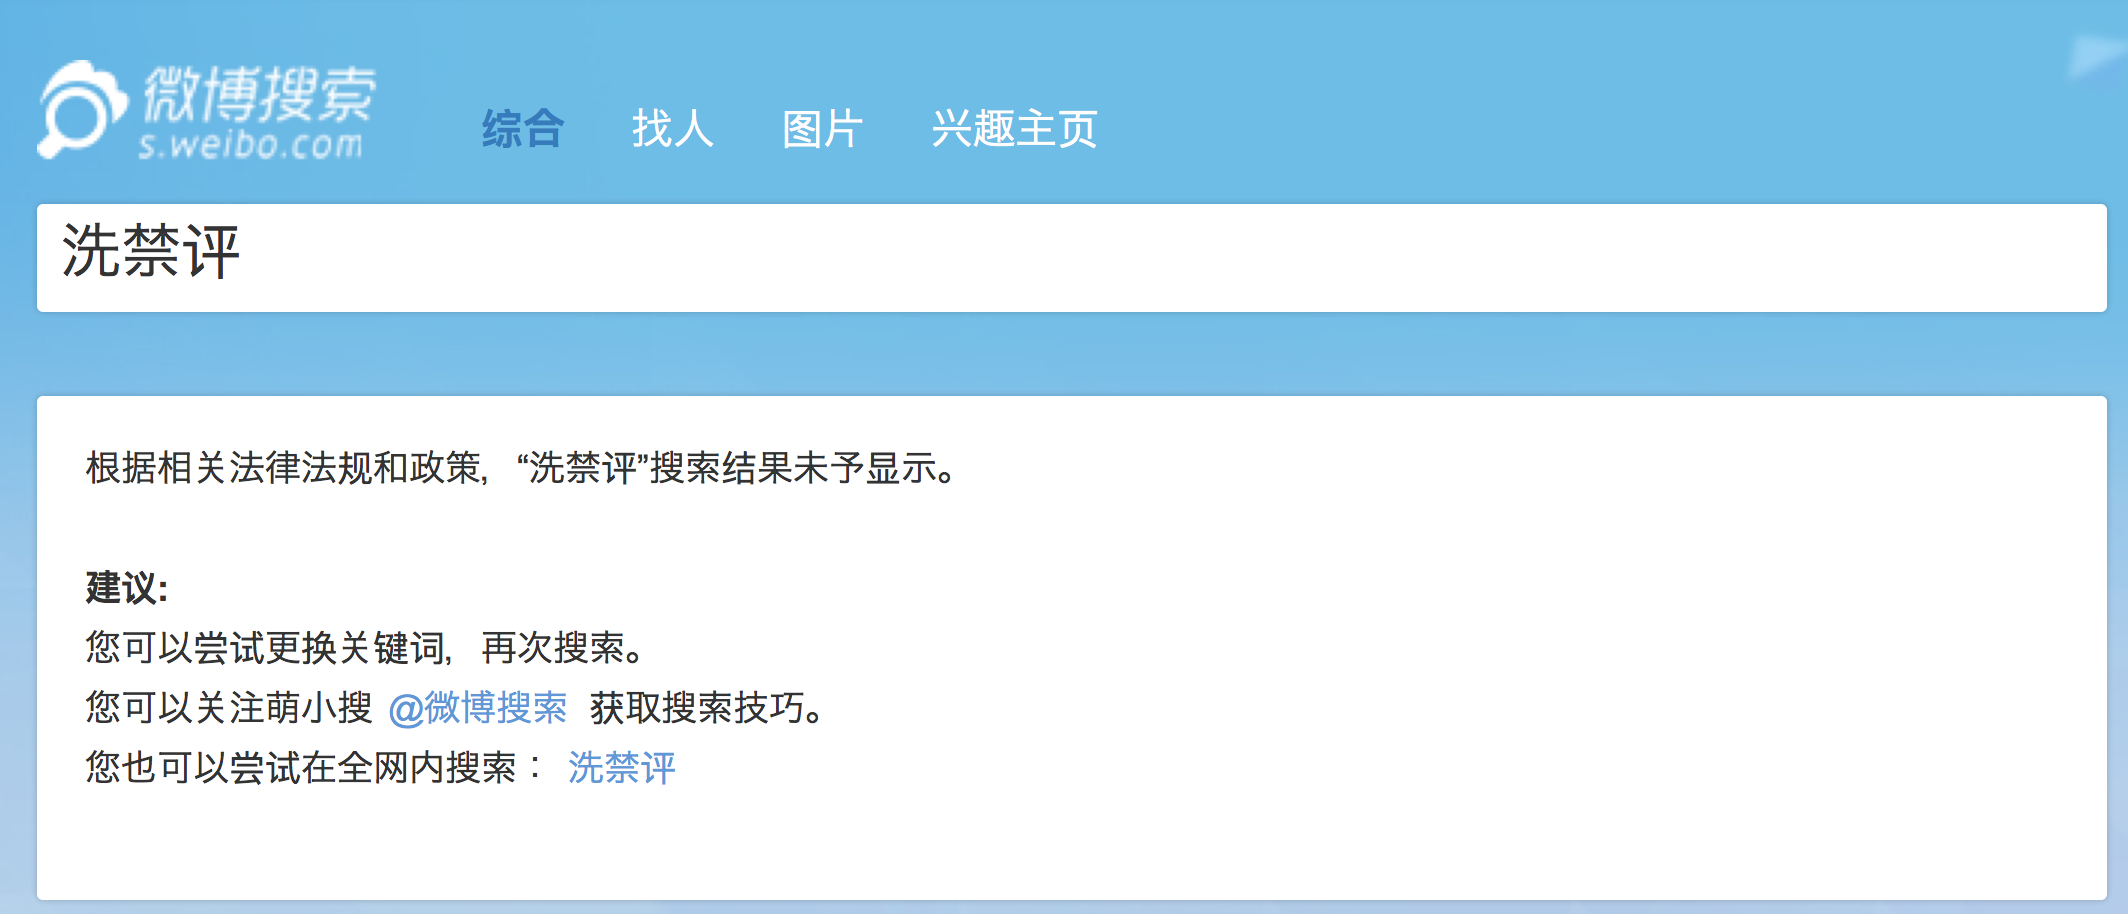 微博搜索
s.weibo.com
综合 找人 图片 兴趣主页
洗禁评
根据相关法律法规和政策,“洗禁评”搜索结果未予显示。
建议:
您可以尝试更换关键词,再次搜索。
您可以关注萌小搜 @微博搜索 获取搜索技巧。
您也可以尝试在全网内搜索：洗禁评